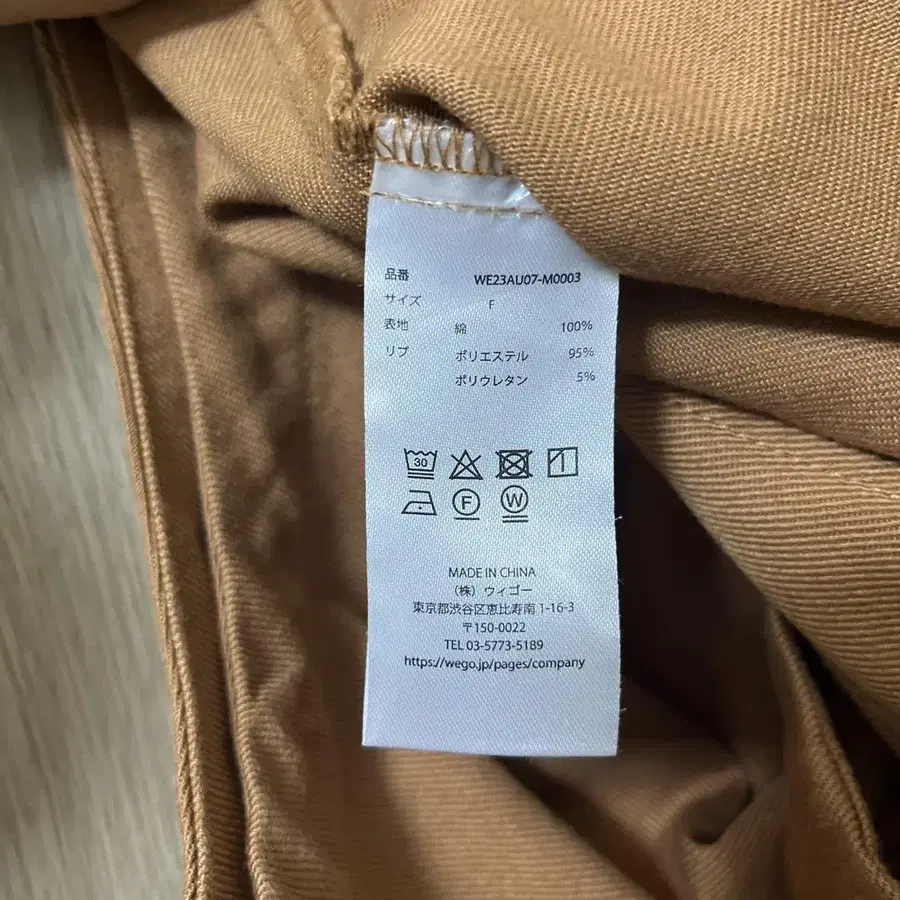 品番 WE23AU07-M0003
サイズ F
表地 綿 100%
リブ ポリエステル 95%
ポリウレタン 5%
30
F W
MADE IN CHINA
（株）ウィゴー
東京都渋谷区恵比寿南 1-16-3
〒150-0022
TEL 03-5773-5189
https://wego.jp/pages/company